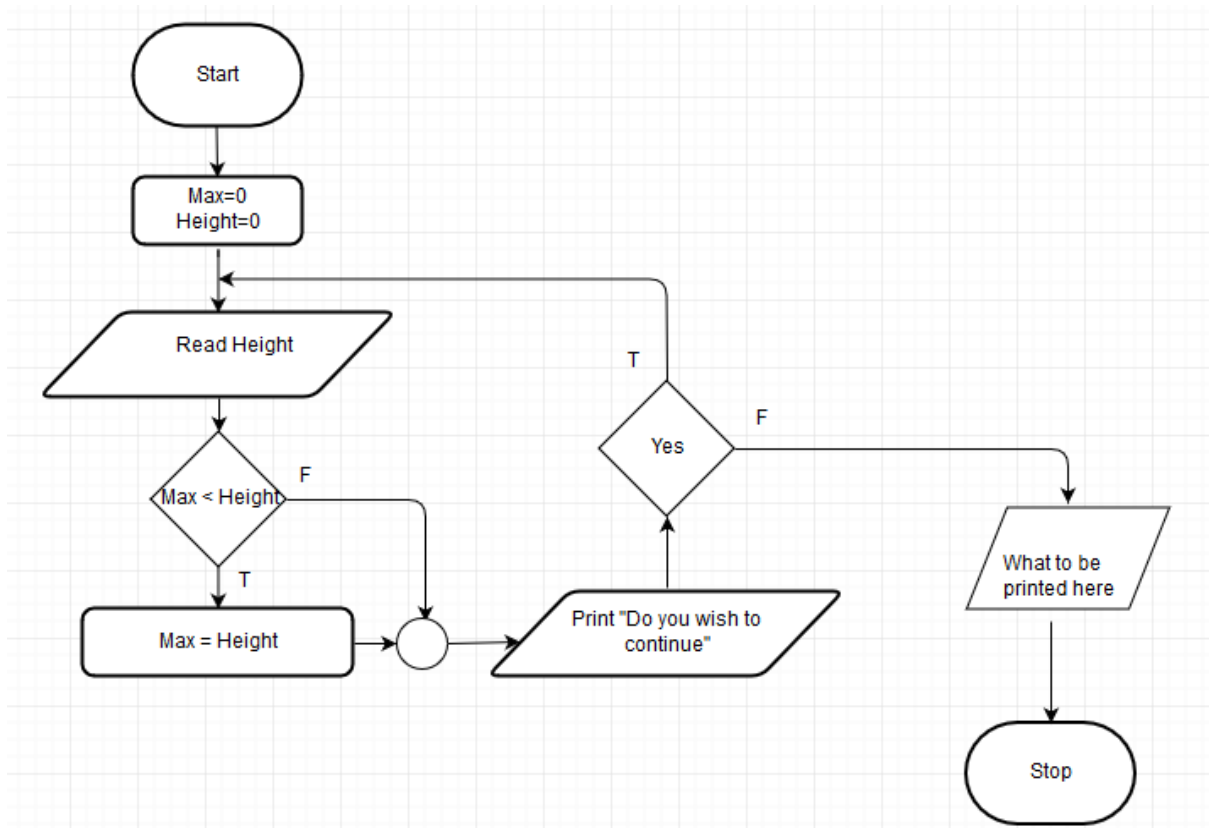 Start
Max=0
Height=0
Read Height
T
Yes
F
Max < Height
F
T
Max = Height
Print "Do you wish to
continue"
What to be
printed here
Stop